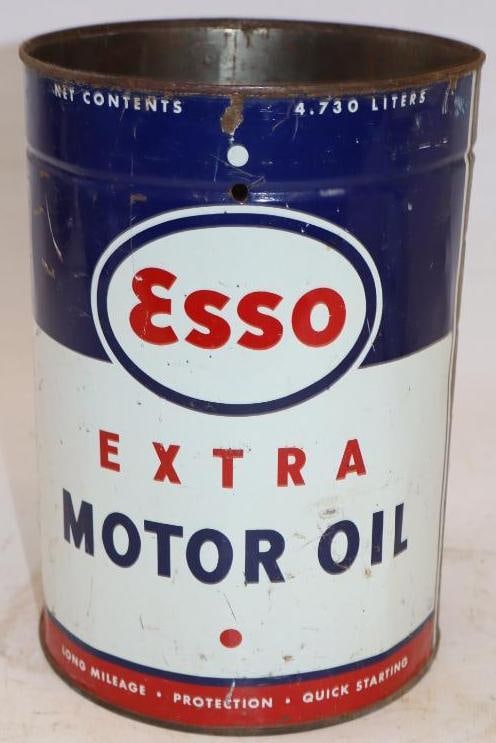 NET CONTENTS 4.730 LITERS
Esso
EXTRA
MOTOR OIL
LONG MILEAGE • PROTECTION • QUICK STARTING